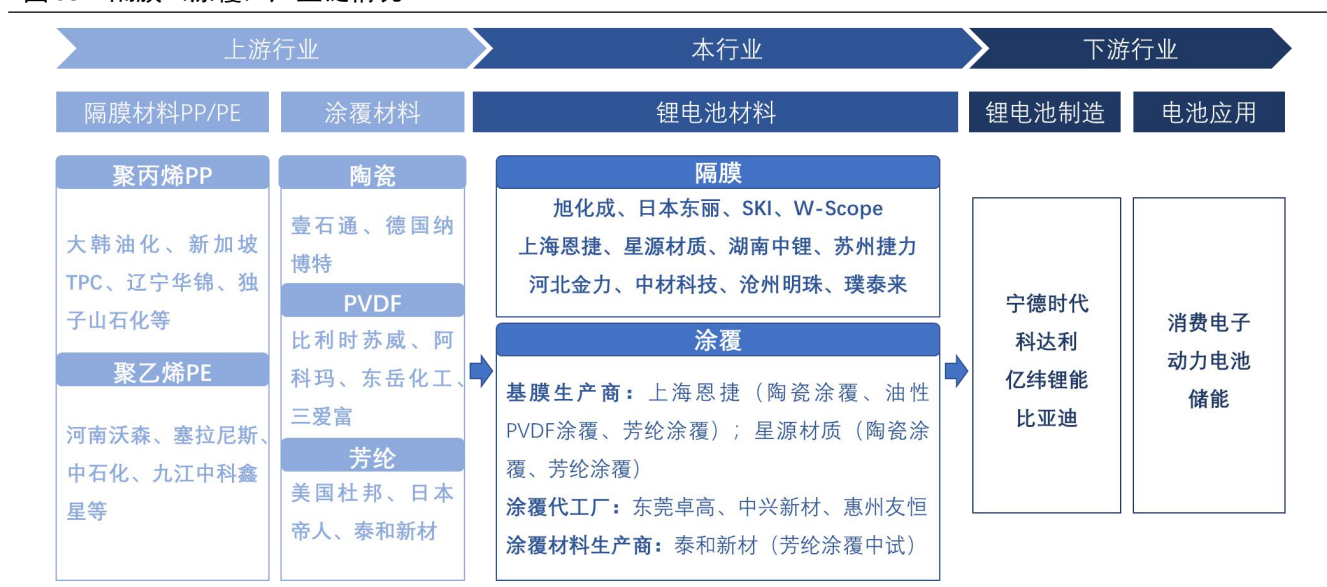 上游行业
本行业
下游行业
隔膜材料PP/PE
涂覆材料
锂电池材料
锂电池制造
电池应用
聚丙烯PP
大韩油化、新加坡
TPC、辽宁华锦、独
子山石化等
聚乙烯PE
河南沃森、塞拉尼斯、
中石化、九江中科鑫
星等
陶瓷
壹石通、德国纳
博特
PVDF
比利时苏威、阿
科玛、东岳化工、
三爱富
芳纶
美国杜邦、日本
帝人、泰和新材
隔膜
旭化成、日本东丽、SKI、W-Scope
上海恩捷、星源材质、湖南中锂、苏州捷力
河北金力、中材科技、沧州明珠、璞泰来
涂覆
基膜生产商：上海恩捷（陶瓷涂覆、油性
PVDF涂覆、芳纶涂覆）；星源材质（陶瓷涂
覆、芳纶涂覆）
涂覆代工厂：东莞卓高、中兴新材、惠州友恒
涂覆材料生产商：泰和新材（芳纶涂覆中试）
宁德时代
科达利
亿纬锂能
比亚迪
消费电子
动力电池
储能